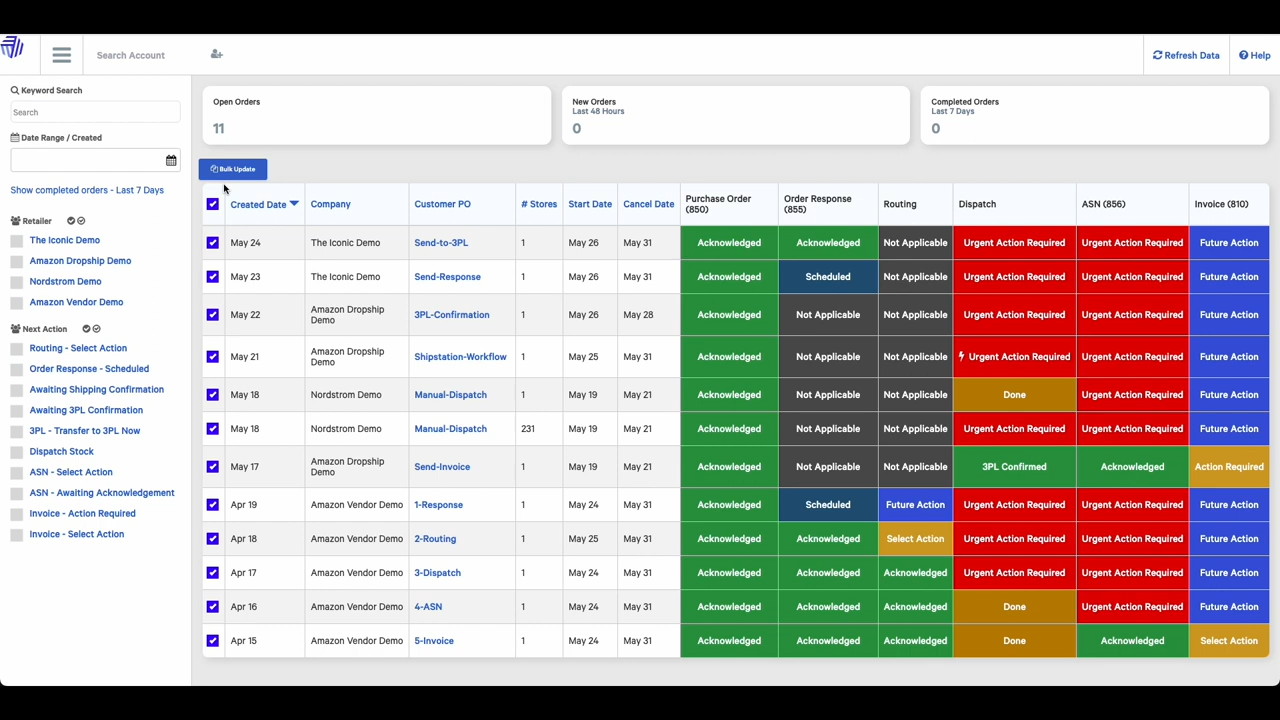 Search Account
Refresh Data
Help
Keyword Search
Search
Date Range / Created
Show completed orders - Last 7 Days
Retailer
The Iconic Demo
Amazon Dropship Demo
Nordstrom Demo
Amazon Vendor Demo
Next Action
Routing - Select Action
Order Response - Scheduled
Awaiting Shipping Confirmation
Awaiting 3PL Confirmation
3PL - Transfer to 3PL Now
Dispatch Stock
ASN - Select Action
ASN - Awaiting Acknowledgement
Invoice - Action Required
Invoice - Select Action
Open Orders
11
New Orders
Last 48 Hours
0
Completed Orders
Last 7 Days
0
Bulk Update
Created Date Company Customer PO # Stores Start Date Cancel Date Purchase Order (850) Order Response (855) Routing Dispatch ASN (856) Invoice (810)
May 24 The Iconic Demo Send-to-3PL 1 May 26 May 31 Acknowledged Acknowledged Not Applicable Urgent Action Required Urgent Action Required Future Action
May 23 The Iconic Demo Send-Response 1 May 26 May 31 Acknowledged Scheduled Not Applicable Urgent Action Required Urgent Action Required Future Action
May 22 Amazon Dropship Demo 3PL-Confirmation 1 May 26 May 28 Acknowledged Not Applicable Not Applicable Urgent Action Required Urgent Action Required Future Action
May 21 Amazon Dropship Demo Shipstation-Workflow 1 May 25 May 31 Acknowledged Not Applicable Not Applicable Urgent Action Required Urgent Action Required Future Action
May 18 Nordstrom Demo Manual-Dispatch 1 May 19 May 21 Acknowledged Not Applicable Not Applicable Done Urgent Action Required Future Action
May 18 Nordstrom Demo Manual-Dispatch 231 May 19 May 21 Acknowledged Not Applicable Not Applicable Urgent Action Required Urgent Action Required Future Action
May 17 Amazon Dropship Demo Send-Invoice 1 May 19 May 21 Acknowledged Not Applicable Not Applicable 3PL Confirmed Acknowledged Action Required
Apr 19 Amazon Vendor Demo 1-Response 1 May 24 May 31 Acknowledged Scheduled Future Action Urgent Action Required Urgent Action Required Future Action
Apr 18 Amazon Vendor Demo 2-Routing 1 May 25 May 31 Acknowledged Acknowledged Select Action Urgent Action Required Urgent Action Required Future Action
Apr 17 Amazon Vendor Demo 3-Dispatch 1 May 24 May 31 Acknowledged Acknowledged Acknowledged Urgent Action Required Urgent Action Required Future Action
Apr 16 Amazon Vendor Demo 4-ASN 1 May 24 May 31 Acknowledged Acknowledged Acknowledged Done Urgent Action Required Future Action
Apr 15 Amazon Vendor Demo 5-Invoice 1 May 24 May 31 Acknowledged Acknowledged Acknowledged Done Acknowledged Select Action